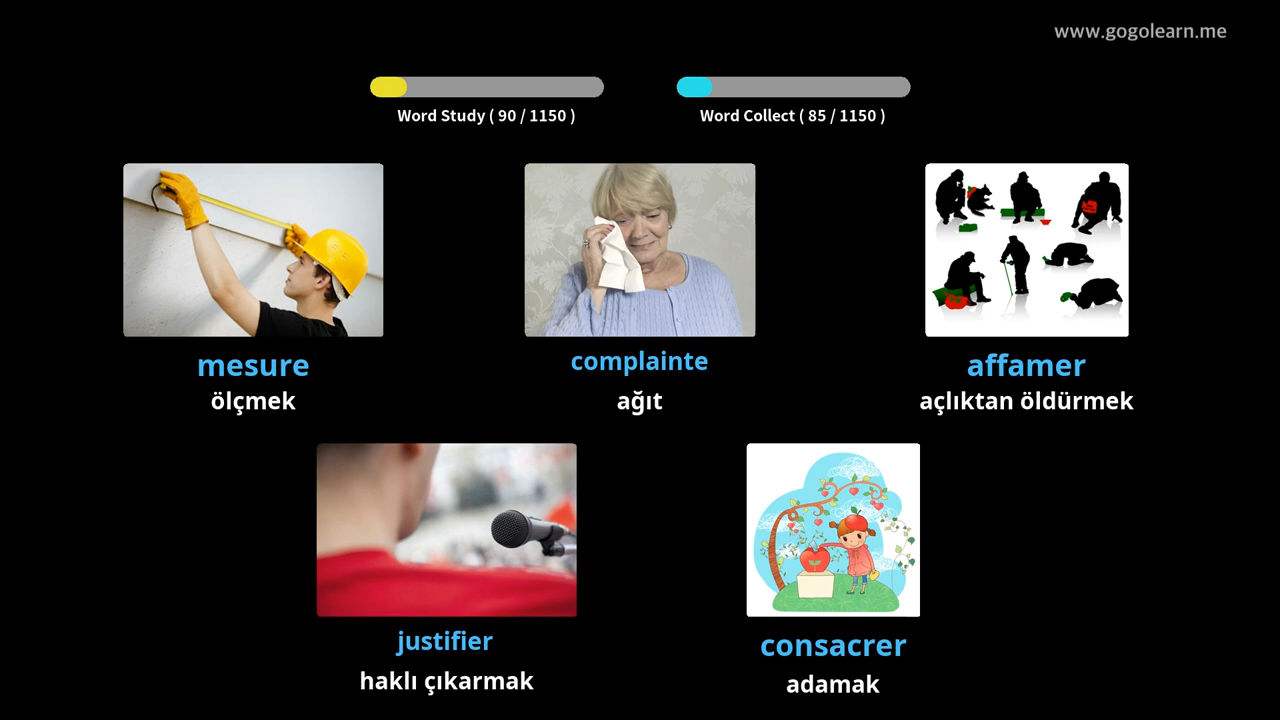 www.gogolearn.me
Word Study ( 90 / 1150 )
Word Collect ( 85 / 1150 )
mesure
ölçmek
complainte
ağıt
affamer
açlıktan öldürmek
justifier
haklı çıkarmak
consacrer
adamak